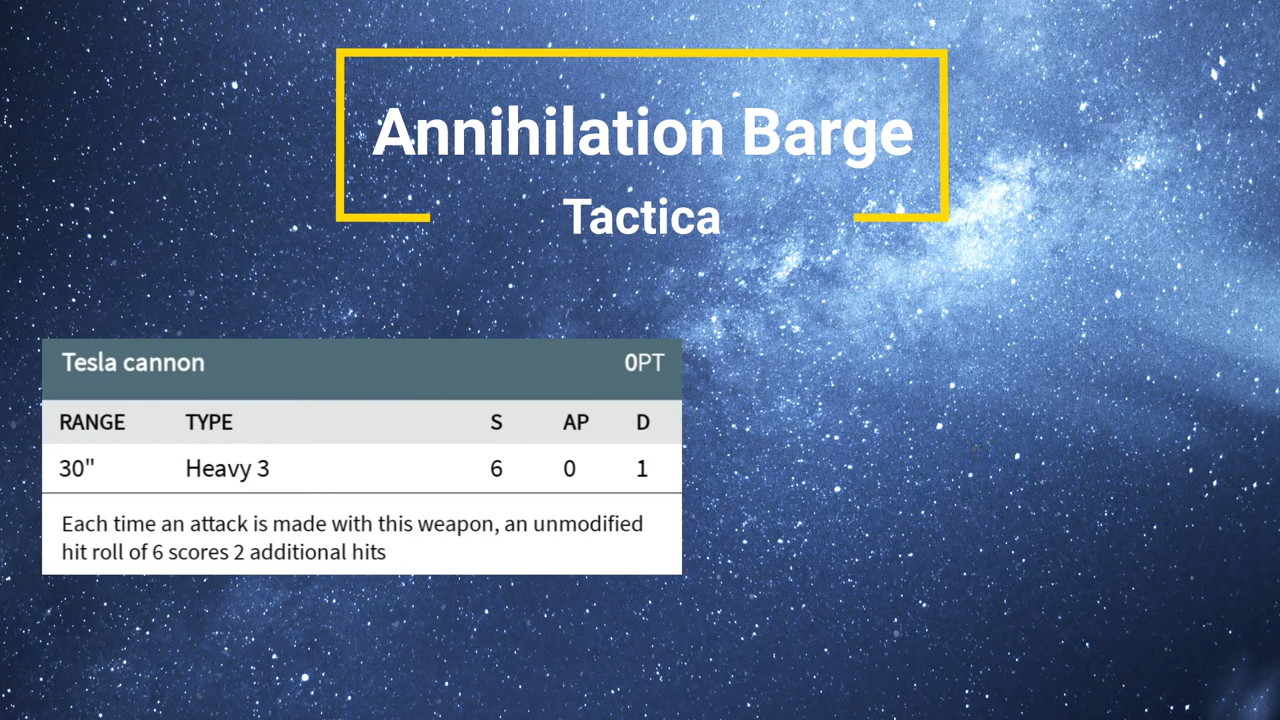 Annihilation Barge
Tactica
Tesla cannon 0PT
RANGE TYPE S AP D
30" Heavy 3 6 0 1
Each time an attack is made with this weapon, an unmodified
hit roll of 6 scores 2 additional hits